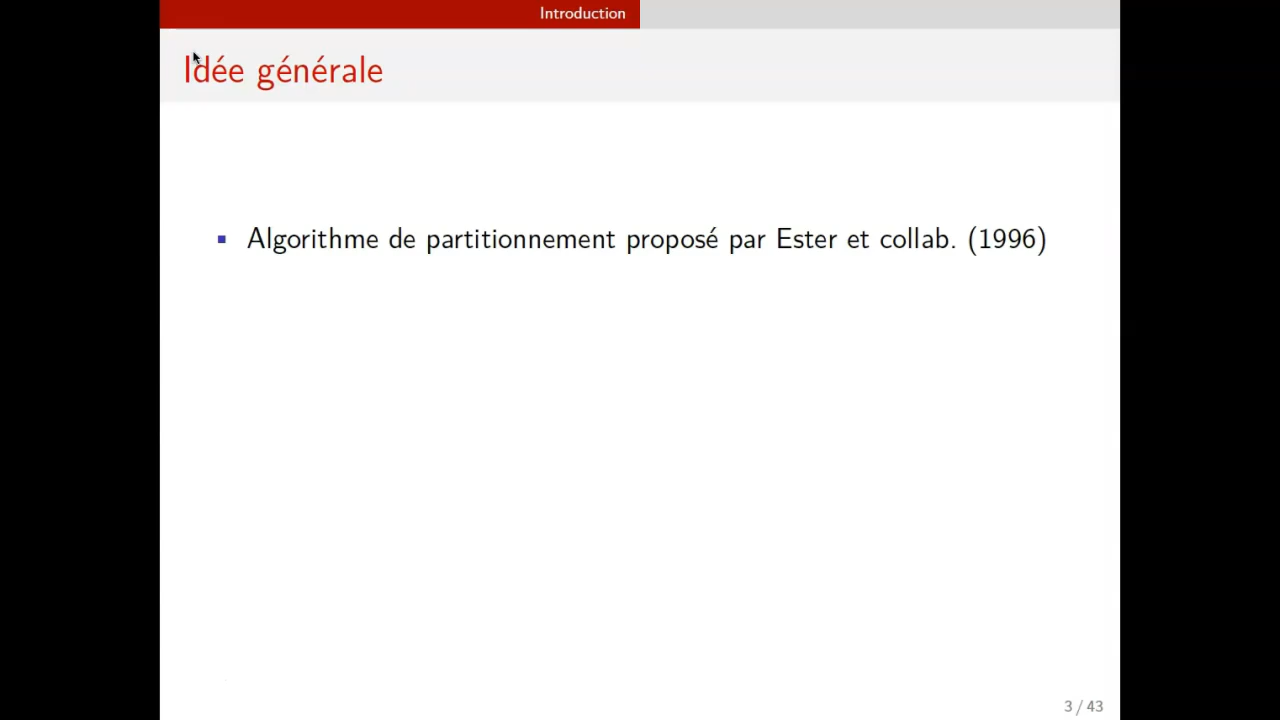 Introduction
Idée générale
Algorithme de partitionnement proposé par Ester et collab. (1996)
3 / 43